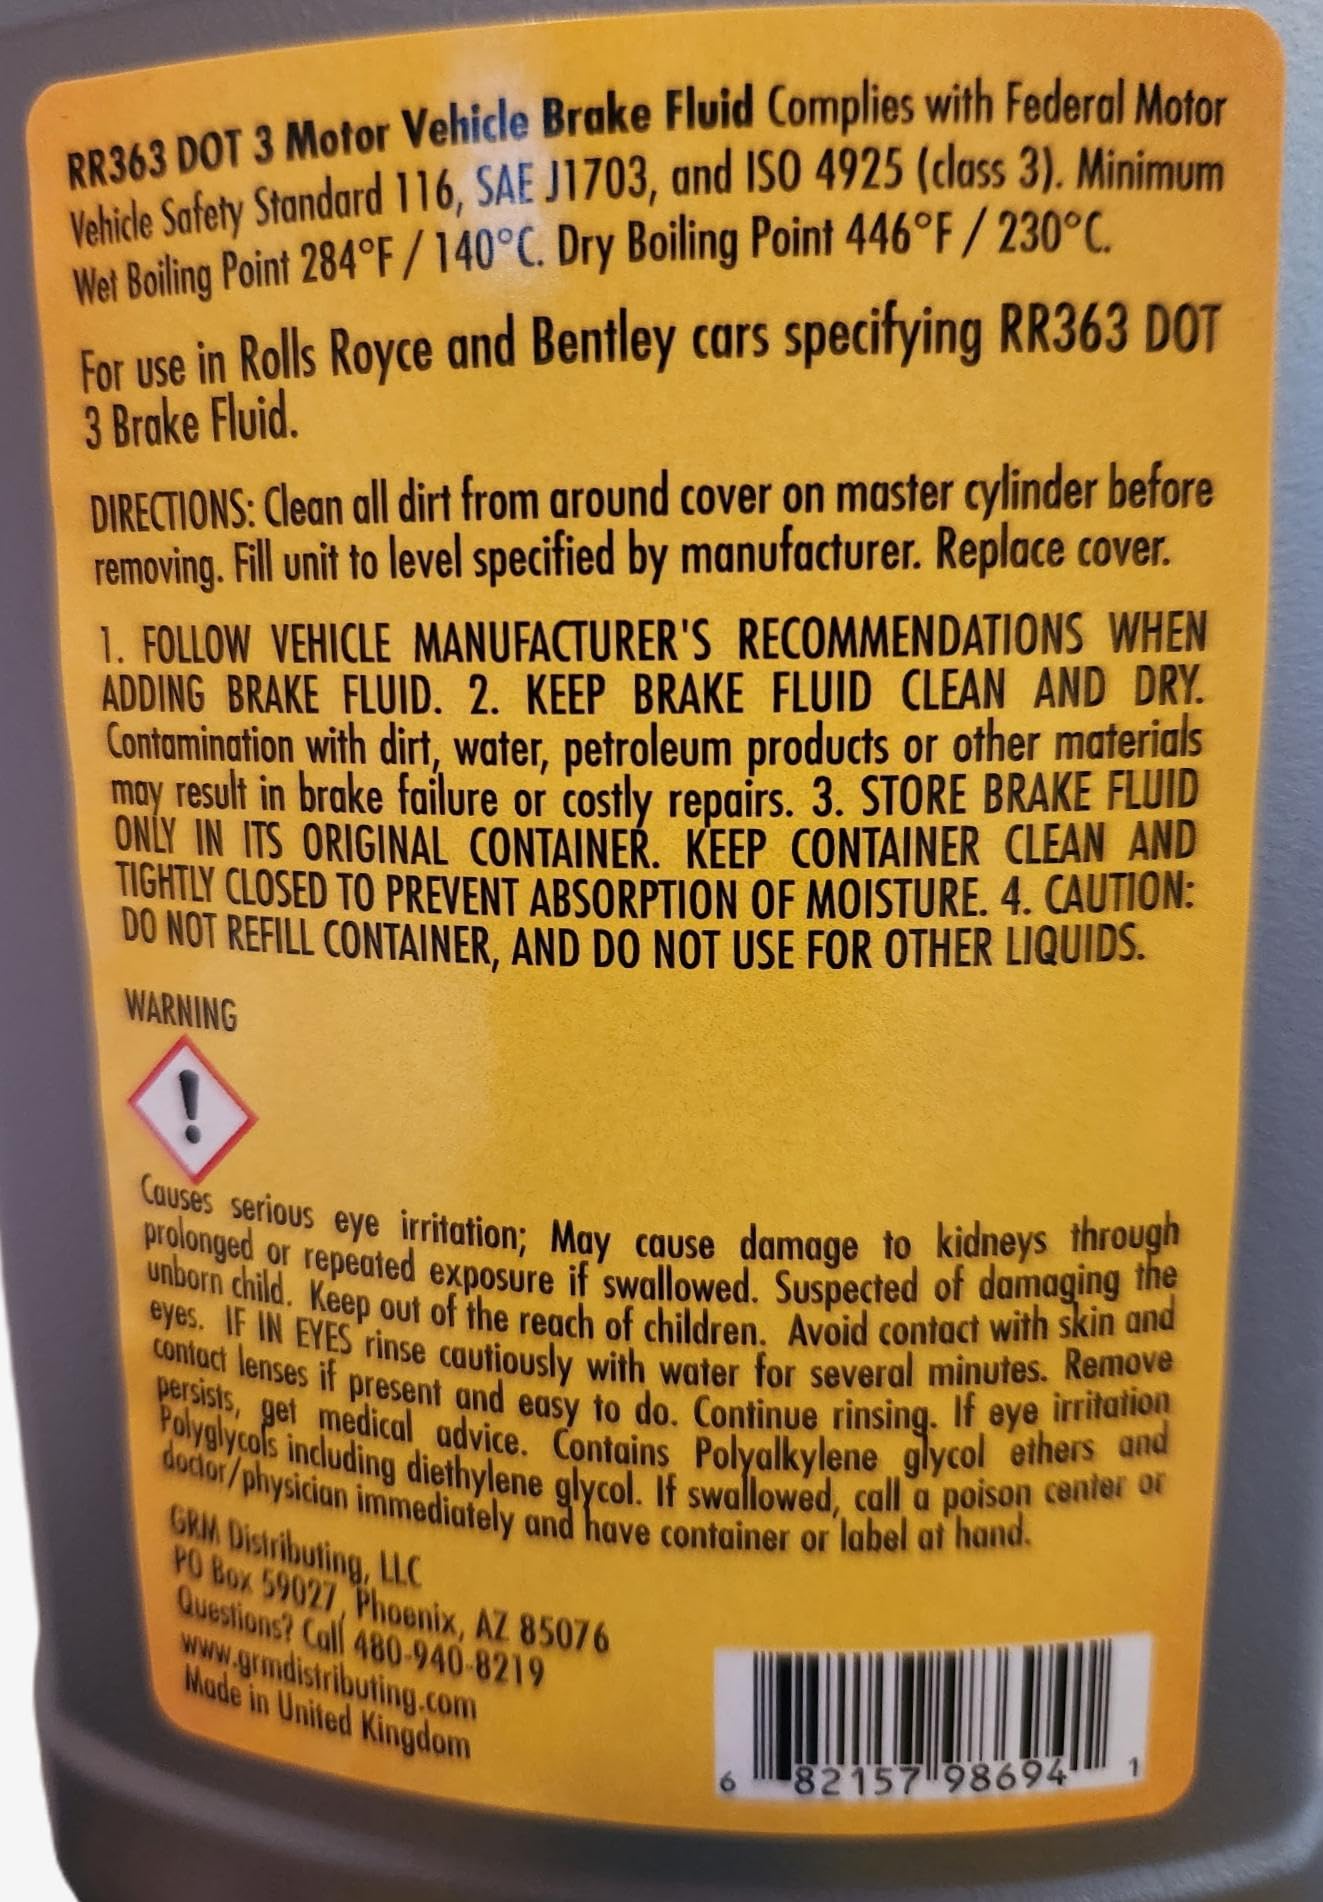 RR363 DOT 3 Motor Vehicle Brake Fluid Complies with Federal Motor
Vehicle Safety Standard 116, SAE J1703, and ISO 4925 (class 3). Minimum
Wet Boiling Point 284°F / 140°C. Dry Boiling Point 446°F / 230°C.
For use in Rolls Royce and Bentley cars specifying RR363 DOT
3 Brake Fluid.
DIRECTIONS: Clean all dirt from around cover on master cylinder before
removing. Fill unit to level specified by manufacturer. Replace cover.
1. FOLLOW VEHICLE MANUFACTURER'S RECOMMENDATIONS WHEN
ADDING BRAKE FLUID. 2. KEEP BRAKE FLUID CLEAN AND DRY.
Contamination with dirt, water, petroleum products or other materials
may result in brake failure or costly repairs. 3. STORE BRAKE FLUID
ONLY IN ITS ORIGINAL CONTAINER. KEEP CONTAINER CLEAN AND
TIGHTLY CLOSED TO PREVENT ABSORPTION OF MOISTURE. 4. CAUTION:
DO NOT REFILL CONTAINER, AND DO NOT USE FOR OTHER LIQUIDS.
WARNING
!
Causes serious eye irritation; May cause damage to kidneys through
prolonged or repeated exposure if swallowed. Suspected of damaging the
unborn child. Keep out of the reach of children. Avoid contact with skin and
eyes. IF IN EYES rinse cautiously with water for several minutes. Remove
contact lenses if present and easy to do. Continue rinsing. If eye irritation
persists, get medical advice. Contains Polyalkylene glycol ethers and
Polyglycols including diethylene glycol. If swallowed, call a poison center or
doctor/physician immediately and have container or label at hand.
GRM Distributing, LLC
PO Box 59027, Phoenix, AZ 85076
Questions? Call 480-940-8219
www.grmdistributing.com
Made in United Kingdom
6 82157 98694 1